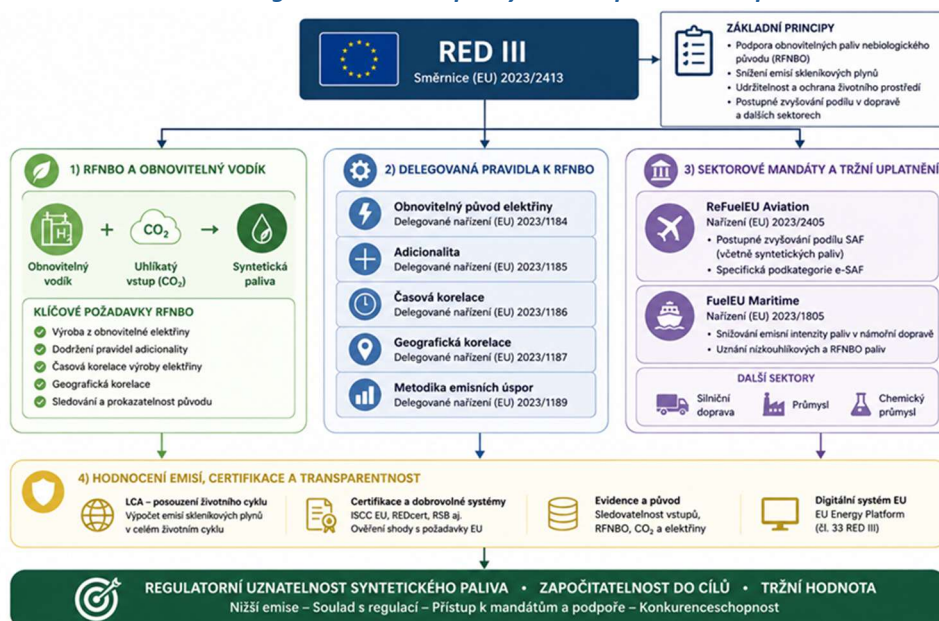 RED III
Směrnice (EU) 2023/2413
ZÁKLADNÍ PRINCIPY
• Podpora obnovitelných paliv nebiologického
původu (RFNBO)
• Snížení emisí skleníkových plynů
• Udržitelnost a ochrana životního prostředí
• Postupné zvyšování podílu v dopravě
a dalších sektorech
1) RFNBO A OBNOVITELNÝ VODÍK
H2
+
CO₂
Obnovitelný
vodík
Uhlíkatý
vstup (CO₂)
Syntetická
paliva
KLÍČOVÉ POŽADAVKY RFNBO
Výroba z obnovitelné elektřiny
Dodržení pravidel adicionality
Časová korelace výroby elektřiny
Geografická korelace
Sledování a prokazatelnost původu
2) DELEGOVANÁ PRAVIDLA K RFNBO
Obnovitelný původ elektřiny
Delegované nařízení (EU) 2023/1184
Adicionalita
Delegované nařízení (EU) 2023/1185
Časová korelace
Delegované nařízení (EU) 2023/1186
Geografická korelace
Delegované nařízení (EU) 2023/1187
Metodika emisních úspor
Delegované nařízení (EU) 2023/1189
3) SEKTOROVÉ MANDÁTY A TRŽNÍ UPLATNĚNÍ
ReFuelEU Aviation
Nařízení (EU) 2023/2405
• Postupné zvyšování podílu SAF
(včetně syntetických paliv)
• Specifická podkategorie e-SAF
FuelEU Maritime
Nařízení (EU) 2023/1805
• Snižování emisní intenzity paliv v námořní dopravě
• Uznání nízkouhlíkových a RFNBO paliv
DALŠÍ SEKTORY
Silniční
doprava
Průmysl
Chemický
průmysl
4) HODNOCENÍ EMISÍ, CERTIFIKACE A TRANSPARENTNOST
LCA – posouzení životního cyklu
Výpočet emisí skleníkových plynů
v celém životním cyklu
Certifikace a dobrovolné systémy
ISCC EU, REDcert, RSB aj.
Ověření shody s požadavky EU
Evidence a původ
Sledovatelnost vstupů,
RFNBO, CO₂ a elektřiny
Digitální systém EU
EU Energy Platform
(čl. 33 RED III)
REGULATORNÍ UZNATELNOST SYNTETICKÉHO PALIVA • ZAPOČITATELNOST DO CÍLŮ • TRŽNÍ HODNOTA
Nižší emise – Soulad s regulací – Přístup k mandátům a podpoře – Konkurenceschopnost